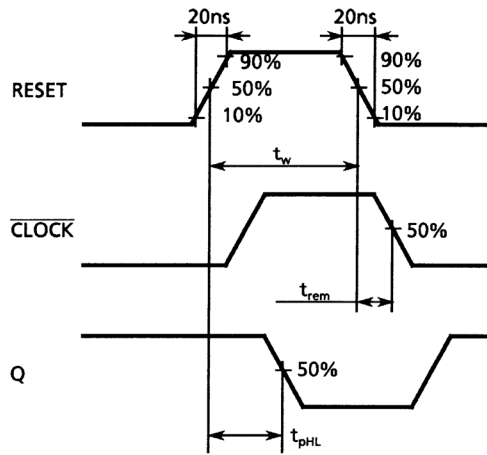 20ns 20ns
90% 90%
RESET 50% 50%
10% 10%
tw
CLOCK 50%
trem
Q 50%
tpHL